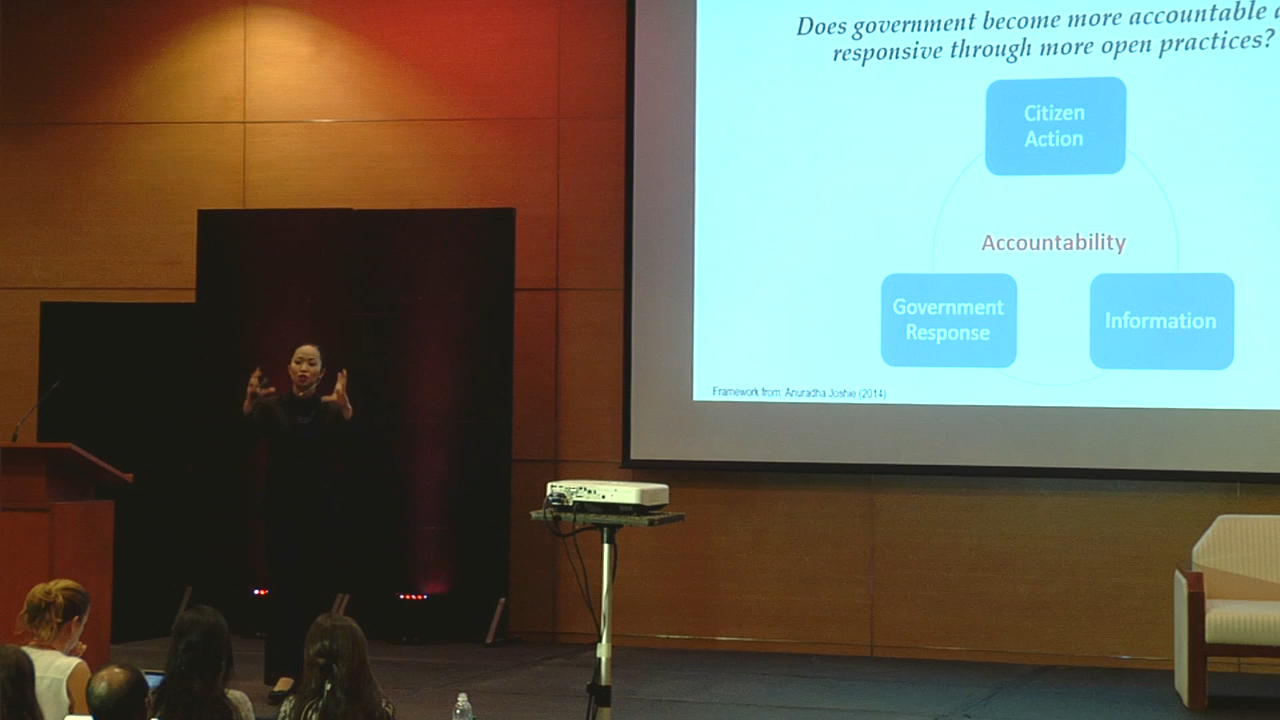 Does government become more accountable a
responsive through more open practices?
Citizen
Action
Accountability
Government
Response
Information
Framework from: Anuradha Joshie (2014)